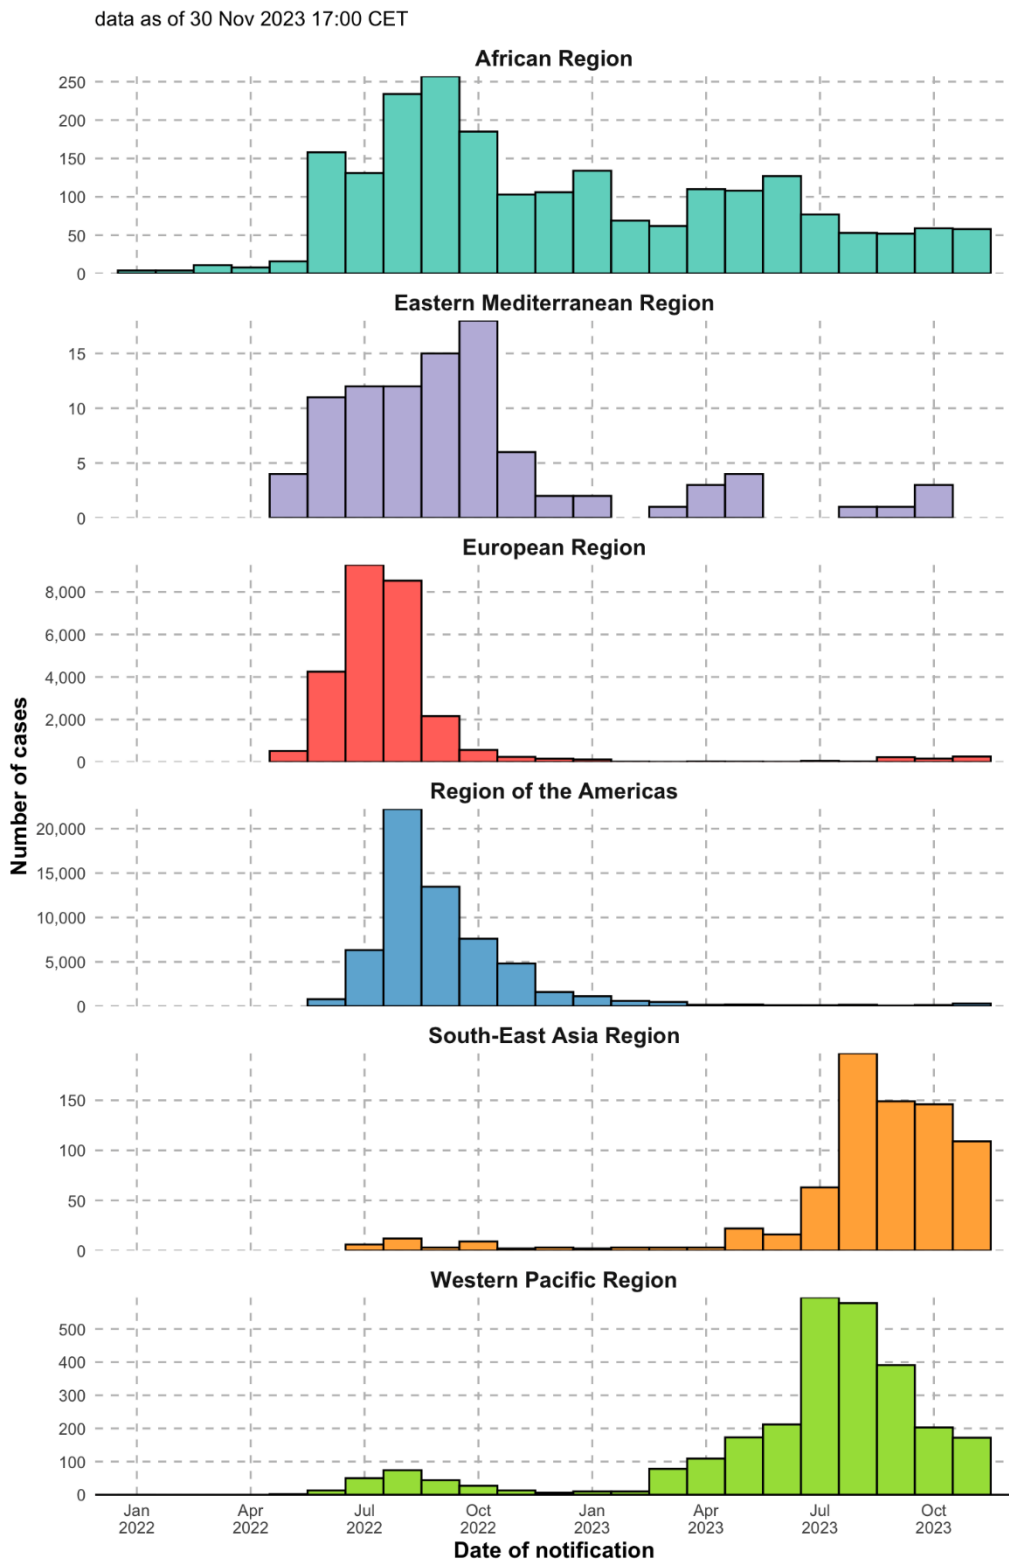 data as of 30 Nov 2023 17:00 CET
African Region
250
200
150
100
50
0
Eastern Mediterranean Region
15
10
5
0
European Region
8,000
6,000
4,000
2,000
0
Number of cases
Region of the Americas
20,000
15,000
10,000
5,000
0
South-East Asia Region
150
100
50
0
Western Pacific Region
500
400
300
200
100
0
Jan Apr Jul Oct Jan Apr Jul Oct
2022 2022 2022 2022 2023 2023 2023 2023
Date of notification